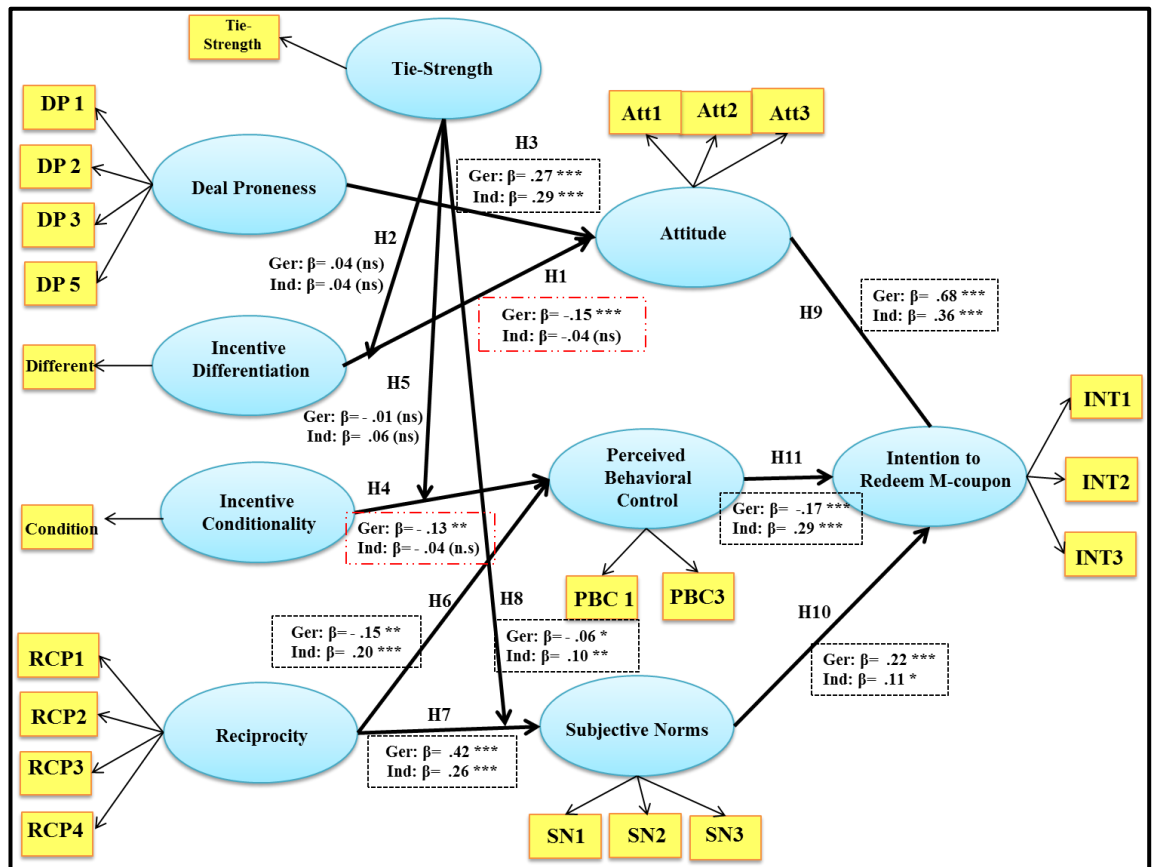 Tie-
Strength
Tie-Strength
DP 1
DP 2
DP 3
DP 5
Deal Proneness
Att1
Att2
Att3
H3
Ger: β= .27 ***
Ind: β= .29 ***
Attitude
H2
Ger: β= .04 (ns)
Ind: β= .04 (ns)
H1
Ger: β= -.15 ***
Ind: β= -.04 (ns)
H9
Ger: β= .68 ***
Ind: β= .36 ***
Different
Incentive
Differentiation
H5
Ger: β= - .01 (ns)
Ind: β= .06 (ns)
Condition
Incentive
Conditionality
H4
Ger: β= - .13 **
Ind: β= - .04 (n.s)
Perceived
Behavioral
Control
H11
Ger: β= -.17 ***
Ind: β= .29 ***
Intention to
Redeem M-coupon
INT1
INT2
INT3
PBC 1
PBC3
H6
Ger: β= - .15 **
Ind: β= .20 ***
H8
Ger: β= - .06 *
Ind: β= .10 **
H10
Ger: β= .22 ***
Ind: β= .11 *
RCP1
RCP2
RCP3
RCP4
Reciprocity
H7
Ger: β= .42 ***
Ind: β= .26 ***
Subjective Norms
SN1
SN2
SN3